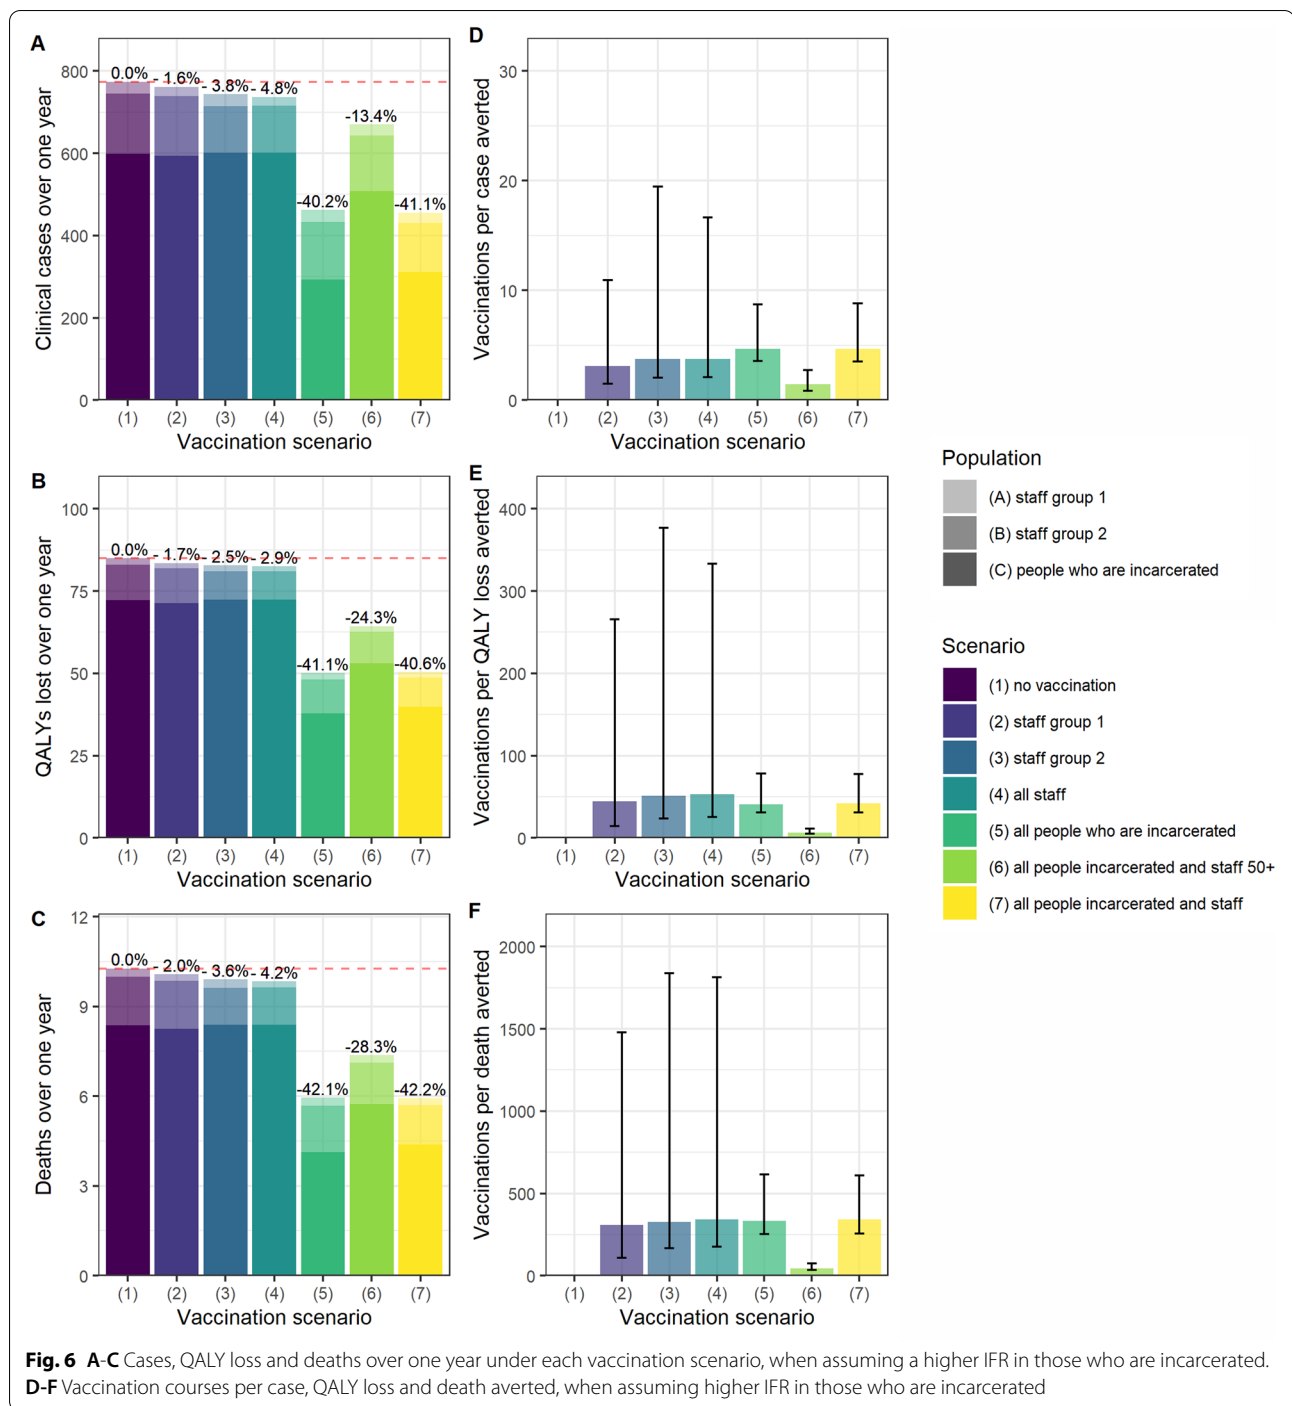 A
Clinical cases over one year
800
600
400
200
0
0.0%
- 1.6%
- 3.8%
- 4.8%
-40.2%
-13.4%
-41.1%
(1) (2) (3) (4) (5) (6) (7)
Vaccination scenario
D
Vaccinations per case averted
30
20
10
0
(1) (2) (3) (4) (5) (6) (7)
Vaccination scenario
B
QALYs lost over one year
100
75
50
25
0
0.0%
- 1.7%
- 2.5%
- 2.9%
-41.1%
-24.3%
-40.6%
(1) (2) (3) (4) (5) (6) (7)
Vaccination scenario
E
Vaccinations per QALY loss averted
400
300
200
100
0
(1) (2) (3) (4) (5) (6) (7)
Vaccination scenario
C
Deaths over one year
12
9
6
3
0
0.0%
- 2.0%
- 3.6%
- 4.2%
-42.1%
-28.3%
-42.2%
(1) (2) (3) (4) (5) (6) (7)
Vaccination scenario
F
Vaccinations per death averted
2000
1500
1000
500
0
(1) (2) (3) (4) (5) (6) (7)
Vaccination scenario
Population
(A) staff group 1
(B) staff group 2
(C) people who are incarcerated
Scenario
(1) no vaccination
(2) staff group 1
(3) staff group 2
(4) all staff
(5) all people who are incarcerated
(6) all people incarcerated and staff 50+
(7) all people incarcerated and staff
Fig. 6 A-C Cases, QALY loss and deaths over one year under each vaccination scenario, when assuming a higher IFR in those who are incarcerated.
D-F Vaccination courses per case, QALY loss and death averted, when assuming higher IFR in those who are incarcerated